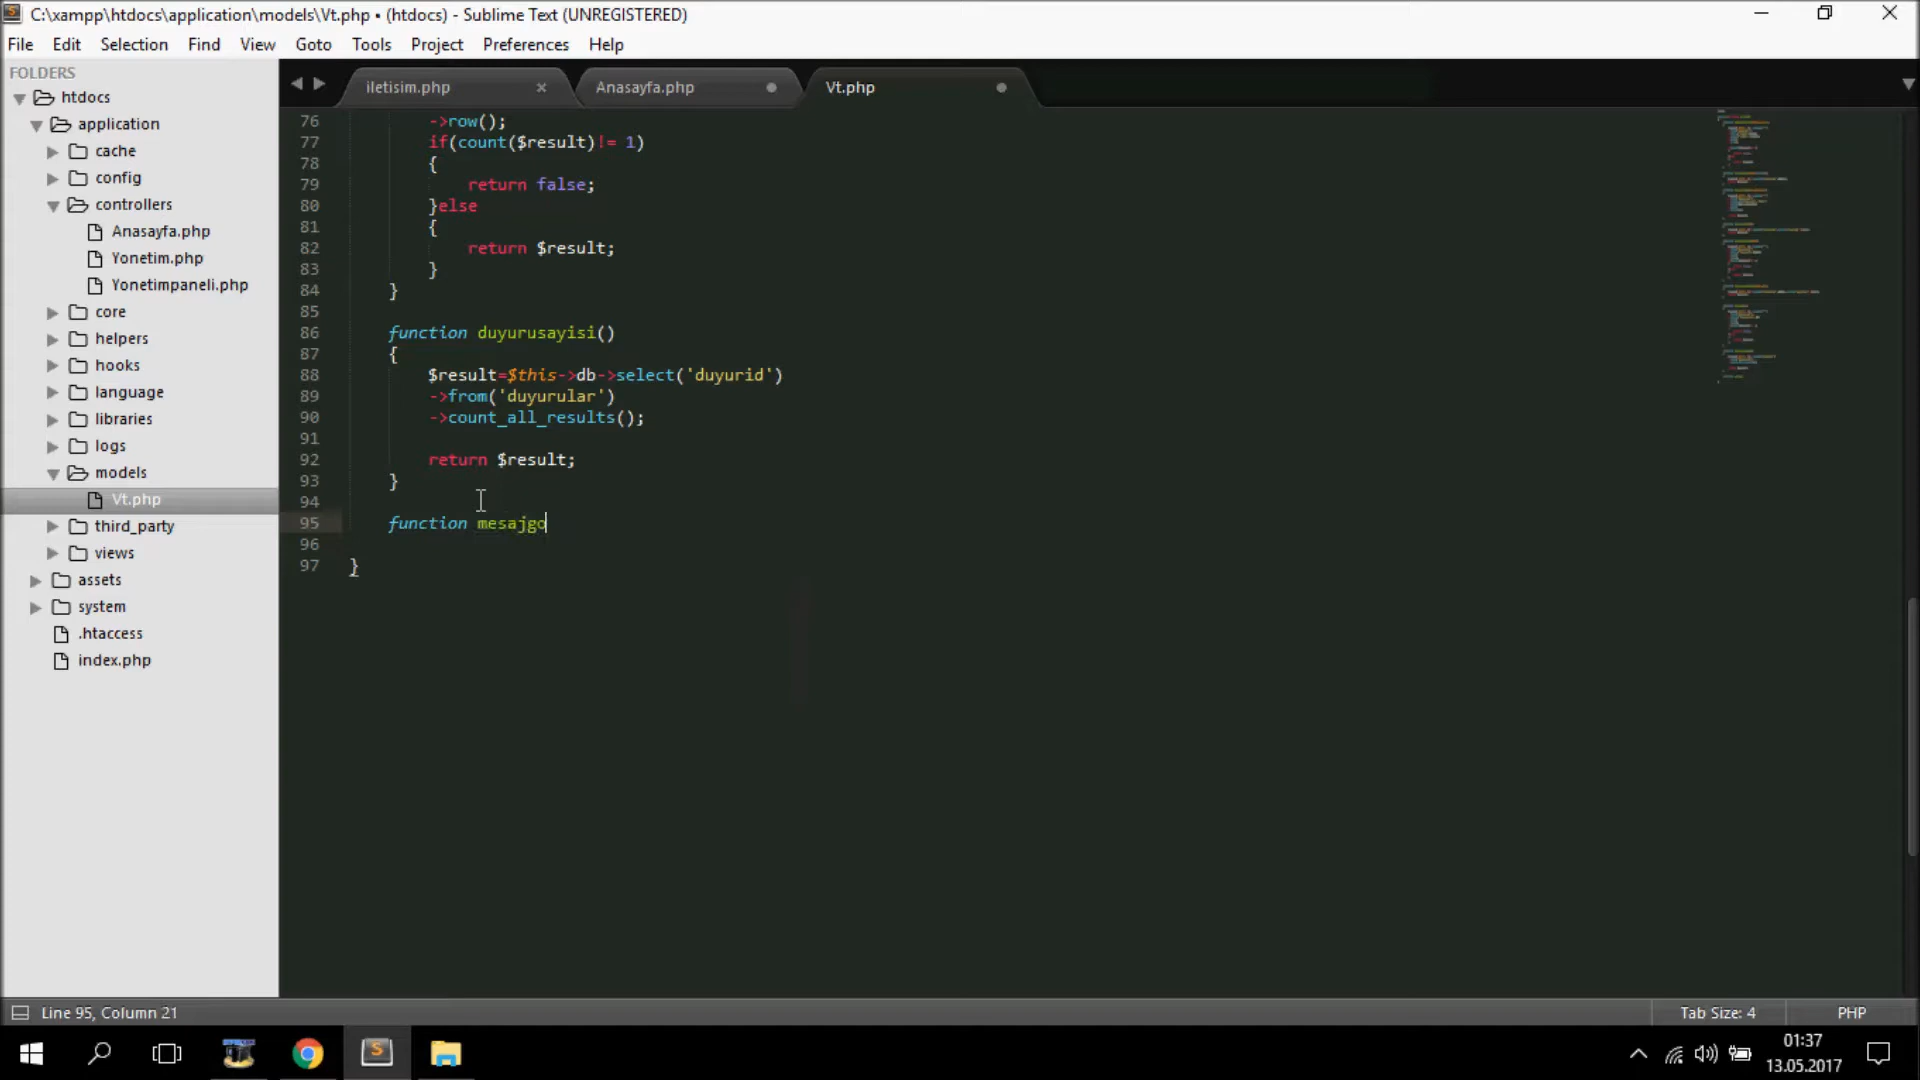 C:\xampp\htdocs\application\models\Vt.php • (htdocs) - Sublime Text (UNREGISTERED)
File Edit Selection Find View Goto Tools Project Preferences Help
FOLDERS
htdocs
application
cache
config
controllers
Anasayfa.php
Yonetim.php
Yonetimpaneli.php
core
helpers
hooks
language
libraries
logs
models
Vt.php
third_party
views
assets
system
.htaccess
index.php
iletisim.php Anasayfa.php Vt.php
76 ->row();
77 if(count($result)!= 1)
78 {
79 return false;
80 }else
81 {
82 return $result;
83 }
84 }
85
86 function duyurusayisi()
87 {
88 $result=$this->db->select('duyurid')
89 ->from('duyurular')
90 ->count_all_results();
91
92 return $result;
93 }
94
95 function mesajgo
96
97 }
Line 95, Column 21 Tab Size: 4 PHP
01:37
13.05.2017